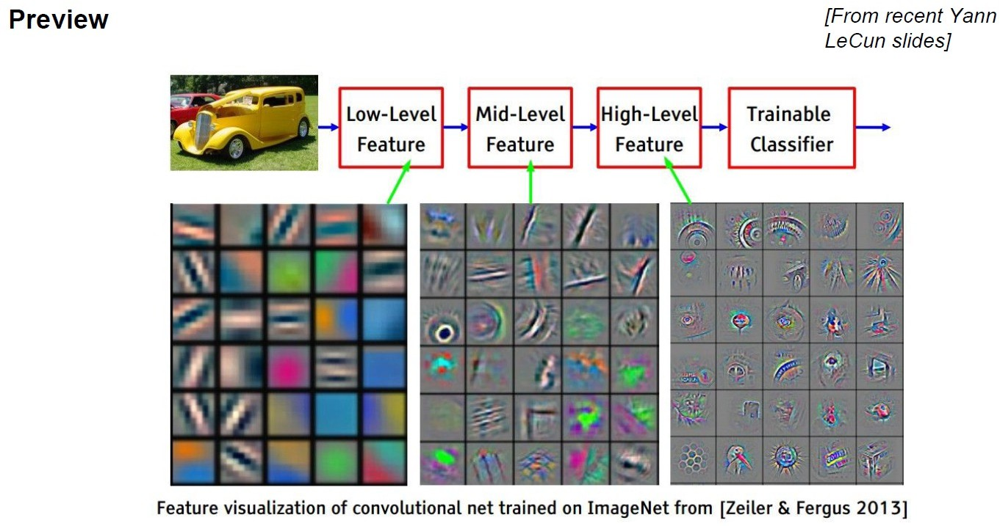 Preview
[From recent Yann
LeCun slides]
Low-Level
Feature
Mid-Level
Feature
High-Level
Feature
Trainable
Classifier
Feature visualization of convolutional net trained on ImageNet from [Zeiler & Fergus 2013]